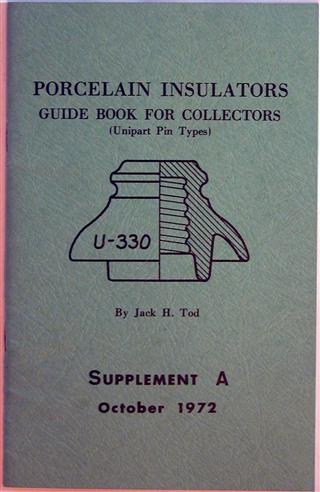 PORCELAIN INSULATORS
GUIDE BOOK FOR COLLECTORS
(Unipart Pin Types)
U-330
By Jack H. Tod
SUPPLEMENT A
October 1972